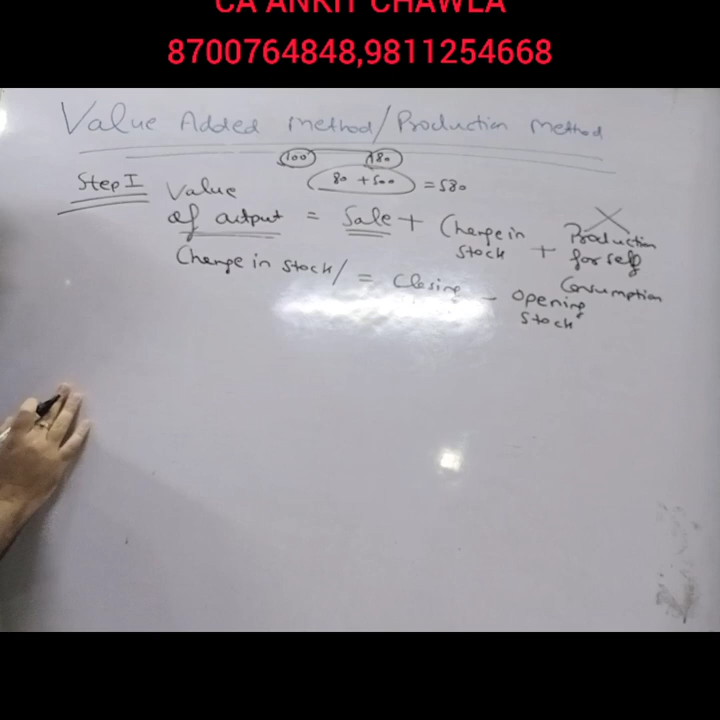 CA ANKIT CHAWLA
8700764848,9811254668
Value Added Method/Production Method
100 180
Step I 80 + 500 = 580
Value
of output = Sale + Change in Stock + Production for self Consumption
Change in Stock/ = Closing - Opening Stock